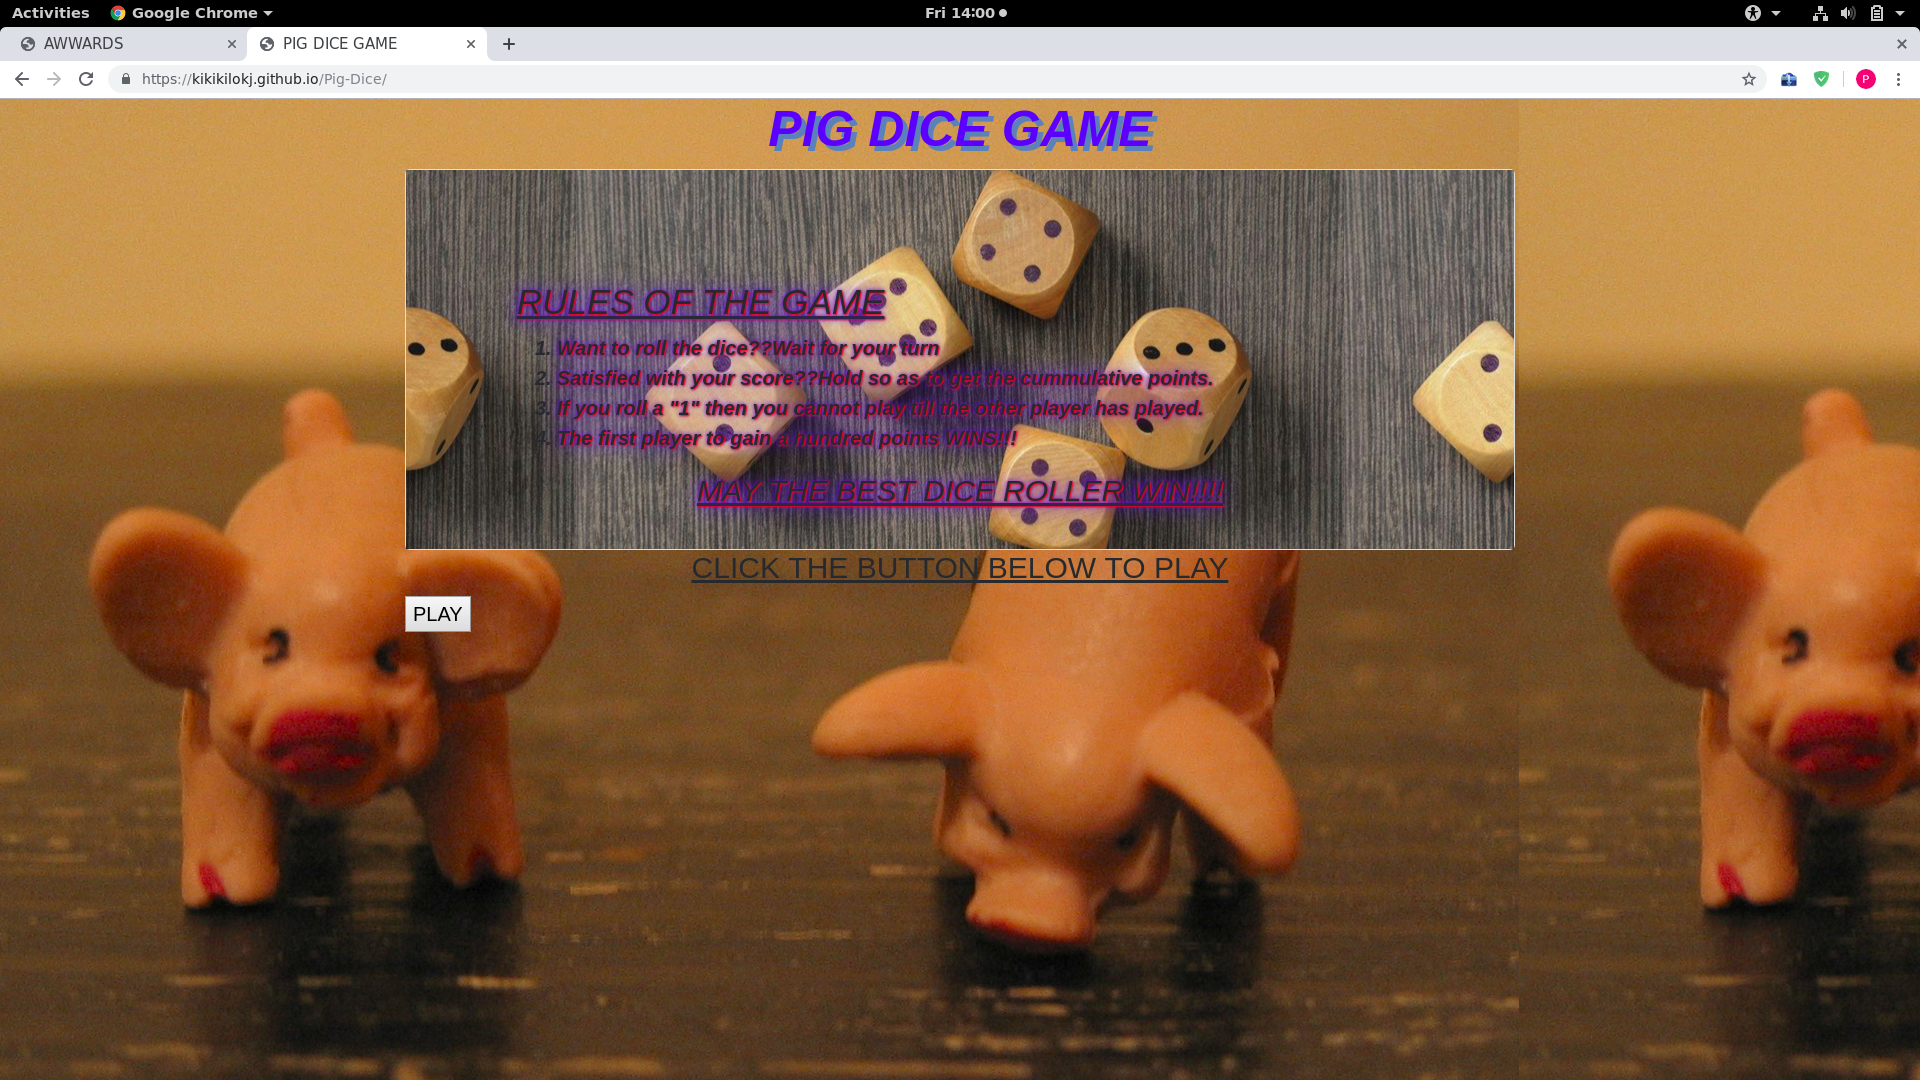 Activities Google Chrome Fri 14:00
AWWARDS PIG DICE GAME
https://kikikilokj.github.io/Pig-Dice/ P
PIG DICE GAME
RULES OF THE GAME
1. Want to roll the dice??Wait for your turn
2. Satisfied with your score??Hold so as to get the cummulative points.
3. If you roll a "1" then you cannot play till the other player has played.
4. The first player to gain a hundred points WINS!!!
MAY THE BEST DICE ROLLER WIN!!!!
CLICK THE BUTTON BELOW TO PLAY
PLAY